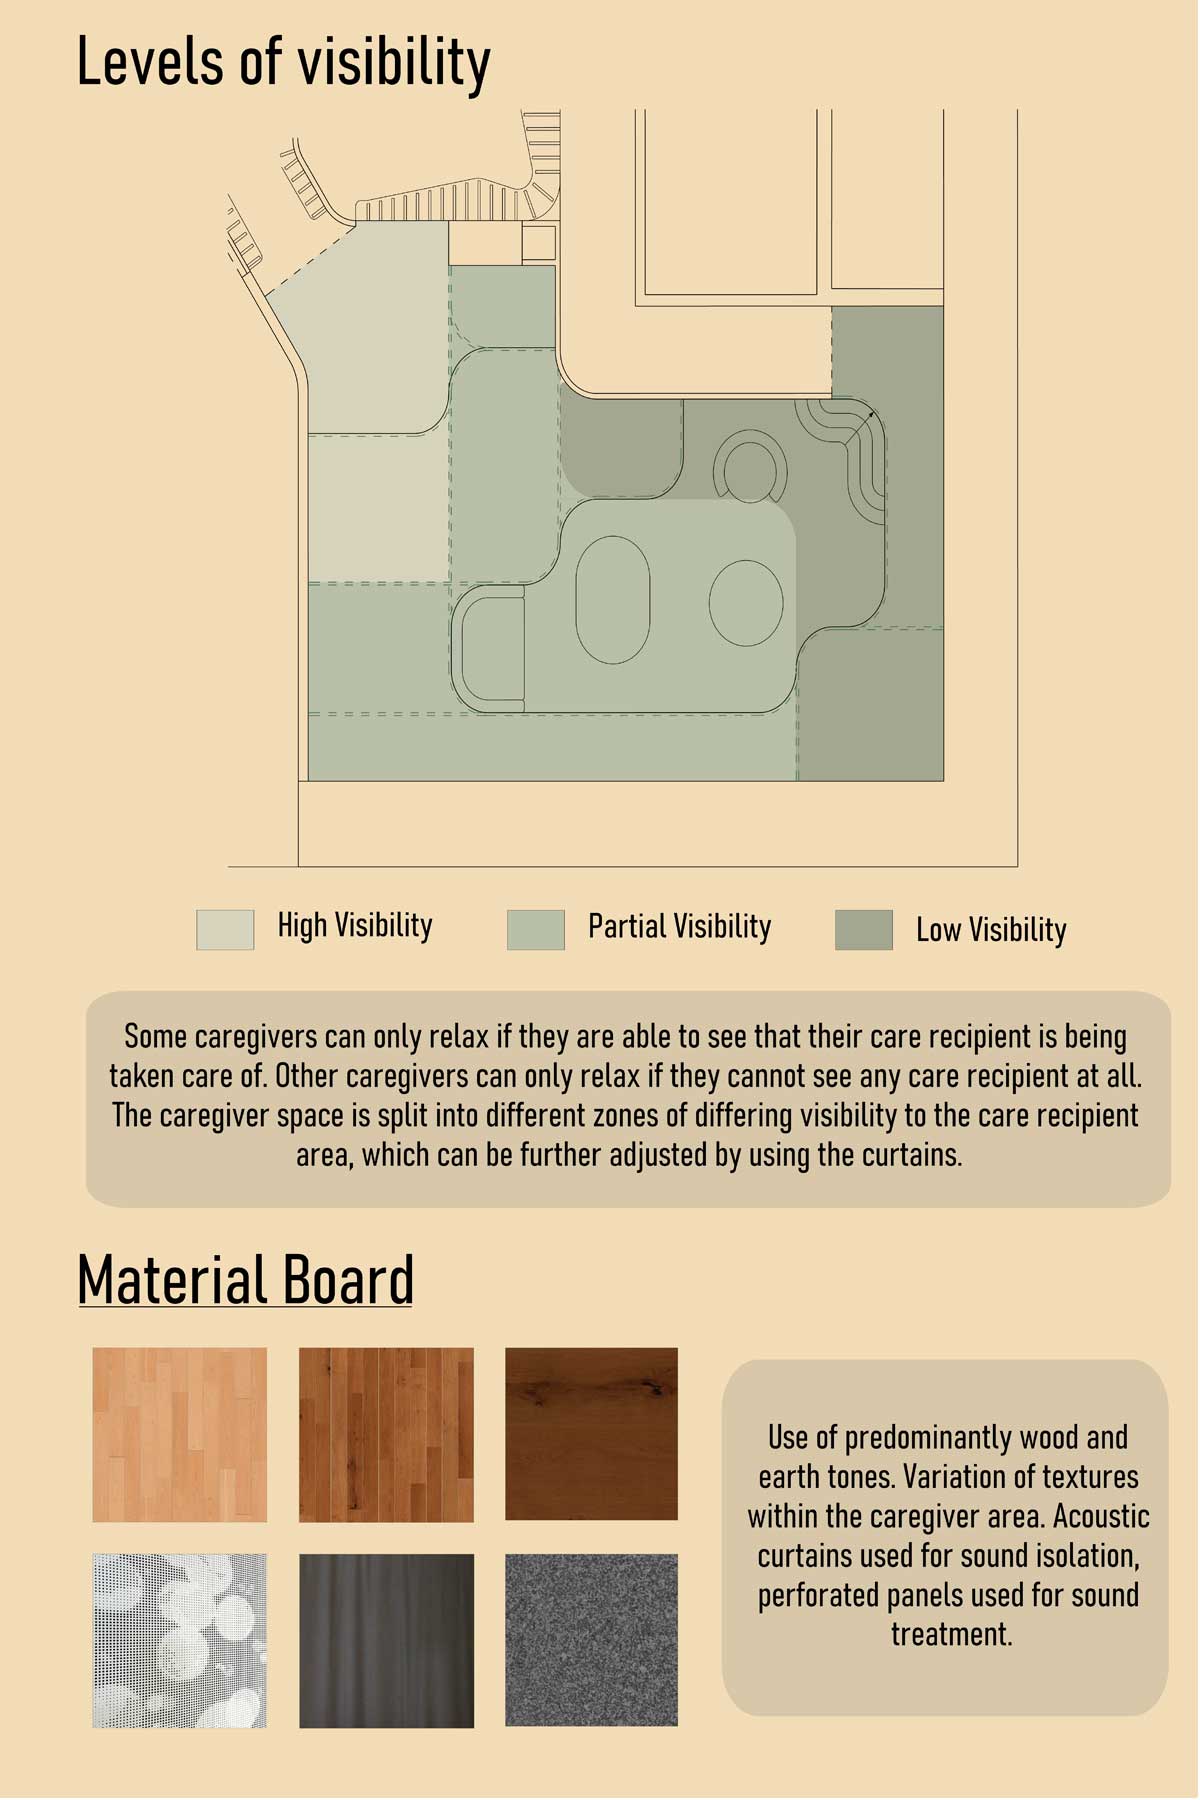 Levels of visibility
High Visibility
Partial Visibility
Low Visibility
Some caregivers can only relax if they are able to see that their care recipient is being
taken care of. Other caregivers can only relax if they cannot see any care recipient at all.
The caregiver space is split into different zones of differing visibility to the care recipient
area, which can be further adjusted by using the curtains.
Material Board
Use of predominantly wood and
earth tones. Variation of textures
within the caregiver area. Acoustic
curtains used for sound isolation,
perforated panels used for sound
treatment.